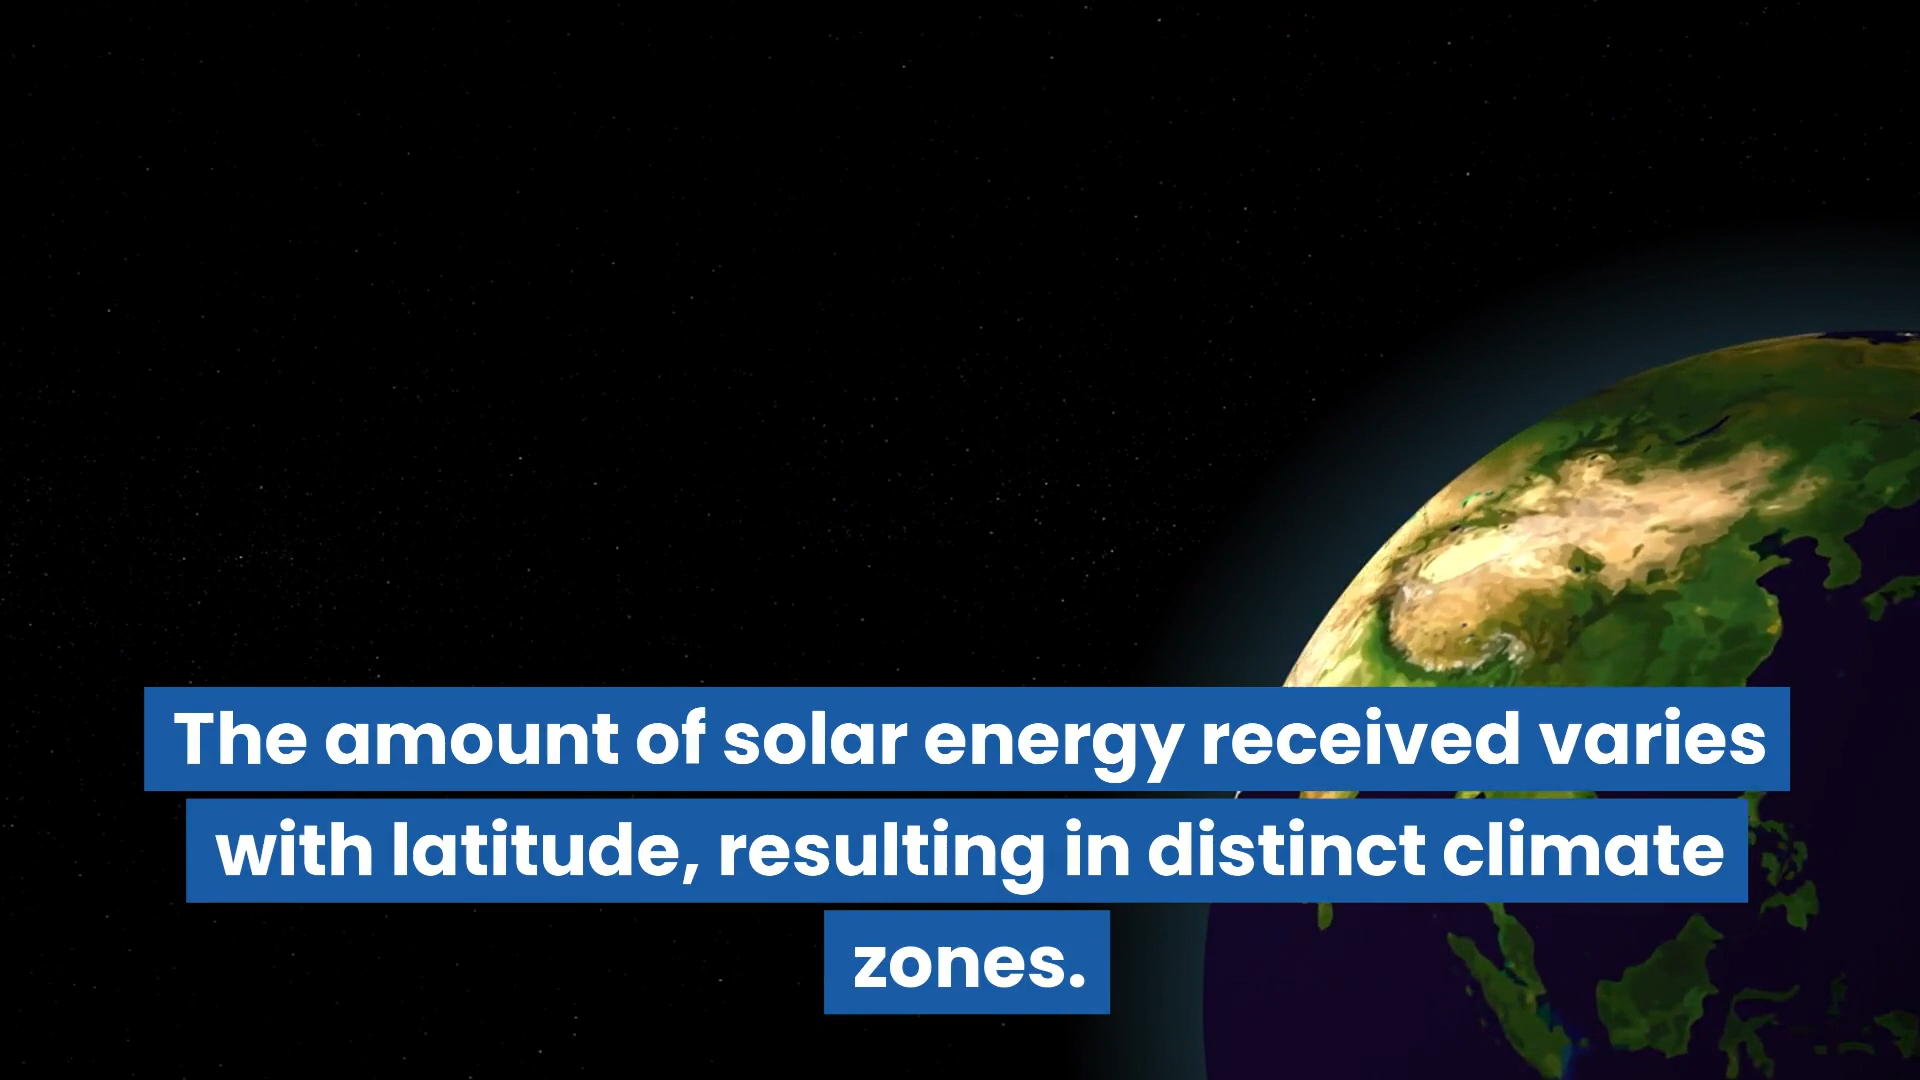 The amount of solar energy received varies
with latitude, resulting in distinct climate
zones.